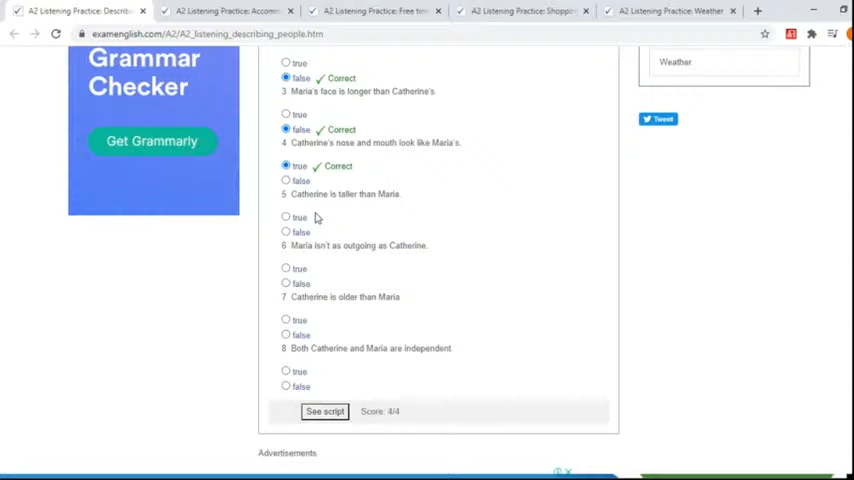 A2 Listening Practice: Describi
A2 Listening Practice: Accomm
A2 Listening Practice: Free tim
A2 Listening Practice: Shoppin
A2 Listening Practice: Weather
examenglish.com/A2/A2_listening_describing_people.htm
Grammar
Checker
Get Grammarly
true
false Correct
3 Maria's face is longer than Catherine's.
true
false Correct
4 Catherine's nose and mouth look like Maria's.
true Correct
false
5 Catherine is taller than Maria.
true
false
6 Maria isn't as outgoing as Catherine.
true
false
7 Catherine is older than Maria
true
false
8 Both Catherine and Maria are independent.
true
false
See script
Score: 4/4
Advertisements
Weather
Tweet